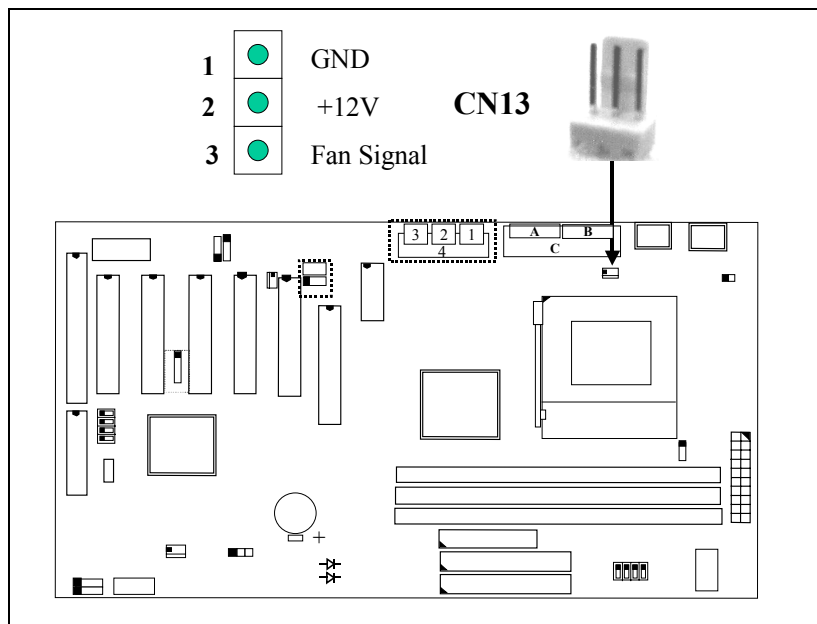 1 GND
2 +12V CN13
3 Fan Signal
3 2 1 A B
4 C
+